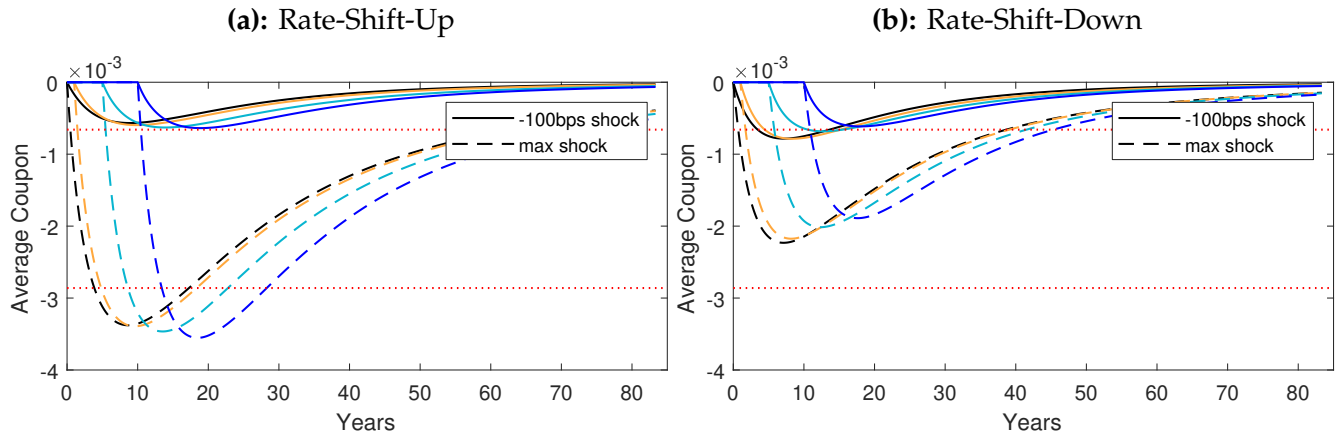 (a): Rate-Shift-Up
×10⁻³
0
-1
-2
-3
-4
Average Coupon
0 10 20 30 40 50 60 70 80
Years
-100bps shock
max shock
(b): Rate-Shift-Down
×10⁻³
0
-1
-2
-3
-4
Average Coupon
0 10 20 30 40 50 60 70 80
Years
-100bps shock
max shock